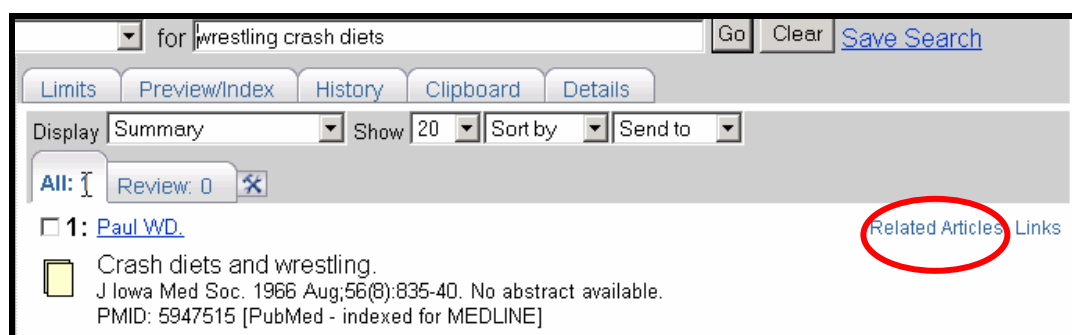 for wrestling crash diets Go Clear Save Search
Limits Preview/Index History Clipboard Details
Display Summary Show 20 Sort by Send to
All: 1 Review: 0
1: Paul WD. Related Articles, Links
Crash diets and wrestling.
J Iowa Med Soc. 1966 Aug;56(8):835-40. No abstract available.
PMID: 5947515 [PubMed - indexed for MEDLINE]